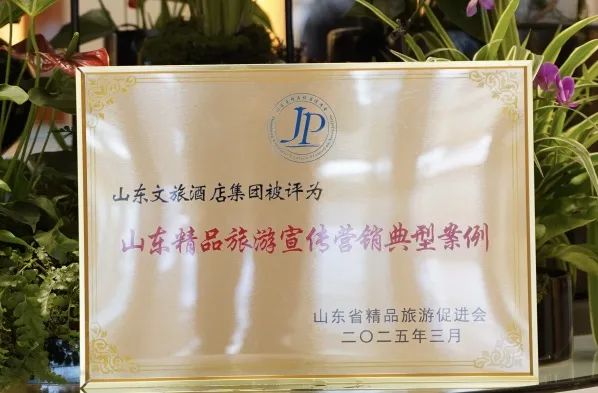 JP
山东文旅酒店集团被评为
山东精品旅游宣传营销典型案例
山东省精品旅游促进会
二〇二五年三月